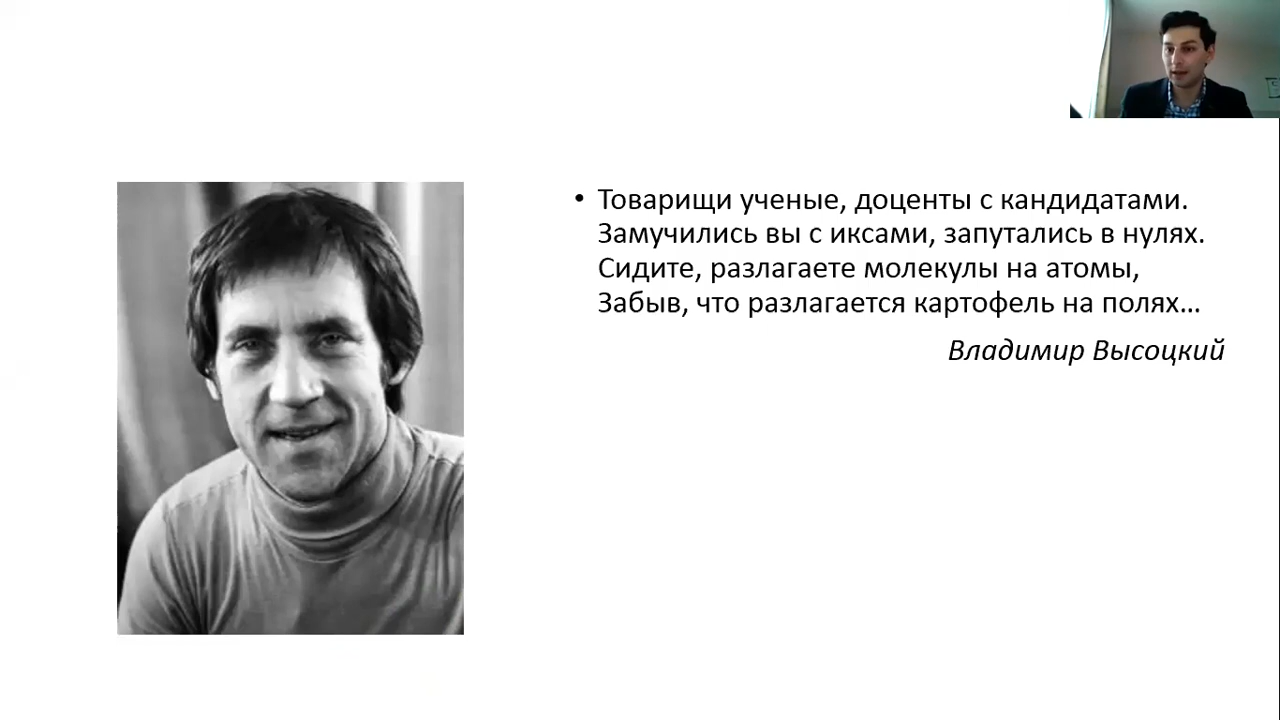 • Товарищи ученые, доценты с кандидатами.
Замучились вы с иксами, запутались в нулях.
Сидите, разлагаете молекулы на атомы,
Забыв, что разлагается картофель на полях…
Владимир Высоцкий